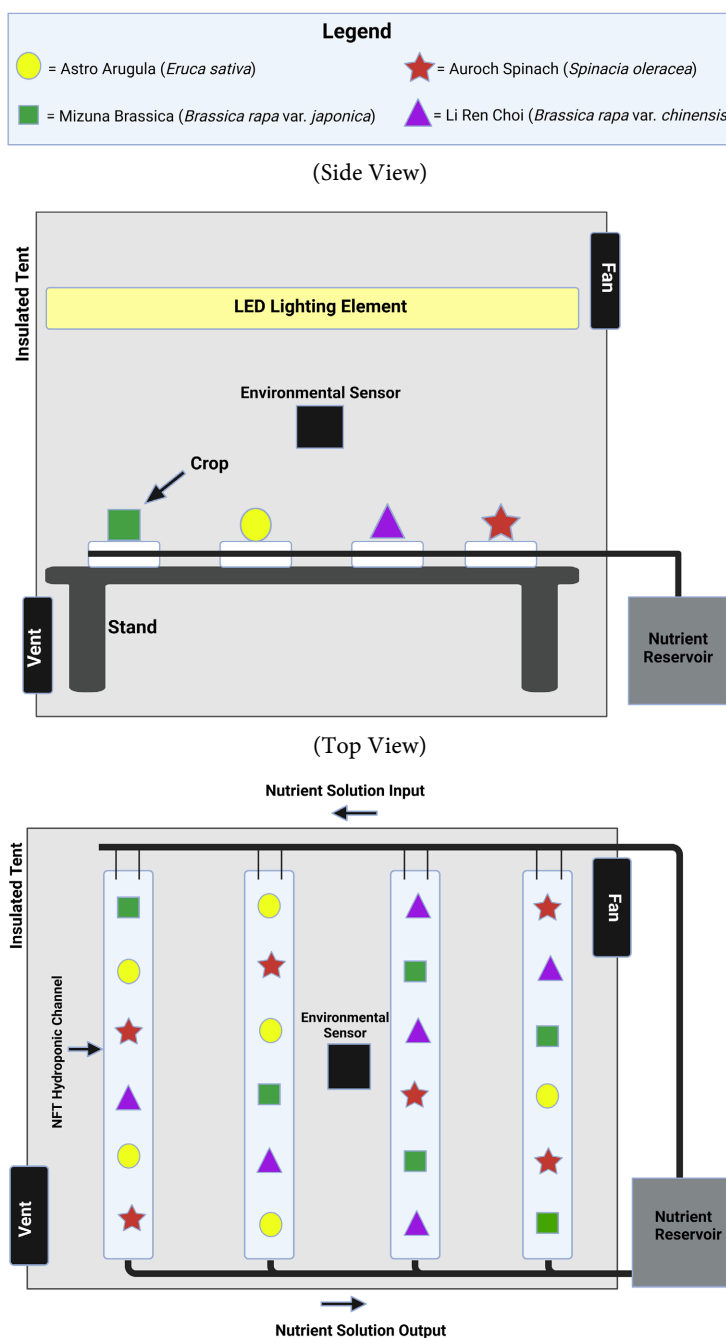 Legend
= Astro Arugula (Eruca sativa)
= Auroch Spinach (Spinacia oleracea)
= Mizuna Brassica (Brassica rapa var. japonica)
= Li Ren Choi (Brassica rapa var. chinensis
(Side View)
Insulated Tent
Fan
LED Lighting Element
Environmental Sensor
Crop
Stand
Vent
Nutrient
Reservoir
(Top View)
Nutrient Solution Input
Insulated Tent
Fan
NFT Hydroponic Channel
Environmental
Sensor
Vent
Nutrient
Reservoir
Nutrient Solution Output